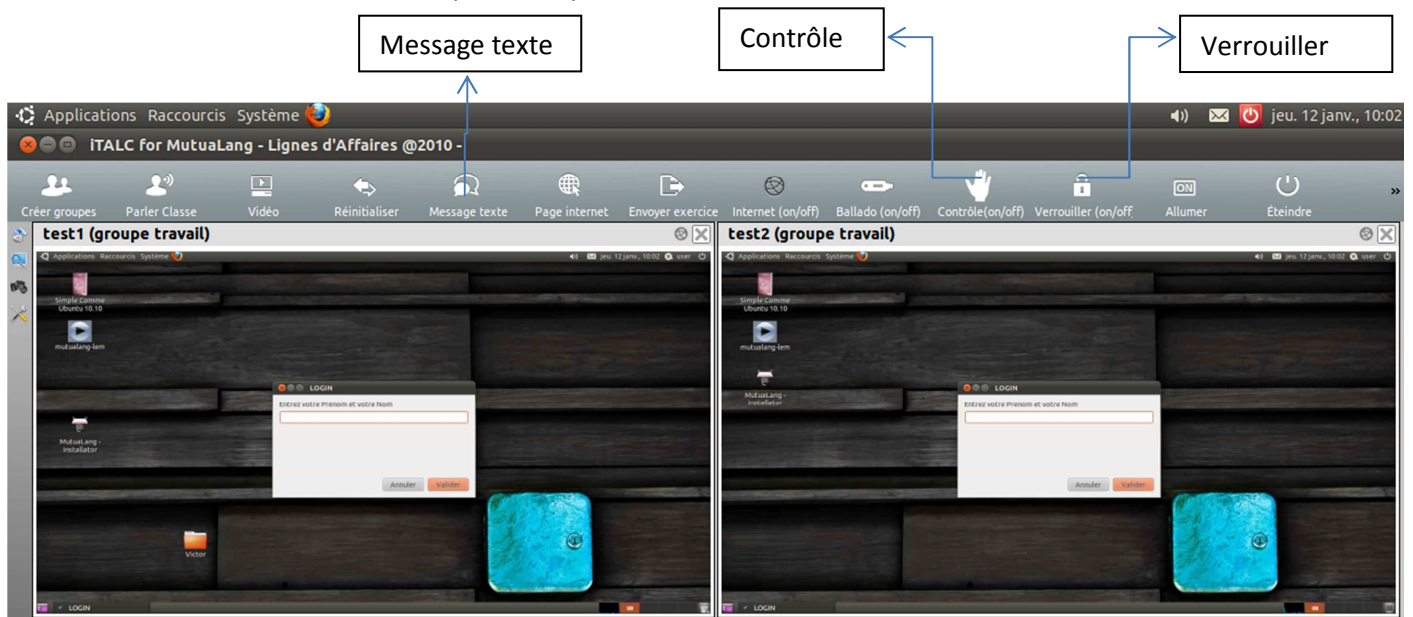 Message texte
Contrôle
Verrouiller
Applications Raccourcis Système
jeu. 12 janv., 10:02
iTALC for MutuaLang - Lignes d'Affaires @2010 -
ON
»
Créer groupes Parler Classe Vidéo Réinitialiser Message texte Page internet Envoyer exercice Internet (on/off) Ballado (on/off) Contrôle(on/off) Verrouiller (on/off Allumer Éteindre
test1 (groupe travail)
Applications Raccourcis Système
jeu. 12 janv., 10:02 user
Simple Comme
Ubuntu 10.10
mutualang-lem
LOGIN
Entrez votre Prenom et votre Nom
MutuaLang -
Installator
Annuler Valider
Victor
LOGIN
test2 (groupe travail)
Applications Raccourcis Système
jeu. 12 janv., 10:02 user
Simple Comme
Ubuntu 10.10
mutualang-lem
MutuaLang -
Installator
LOGIN
Entrez votre Prenom et votre Nom
Annuler Valider
LOGIN